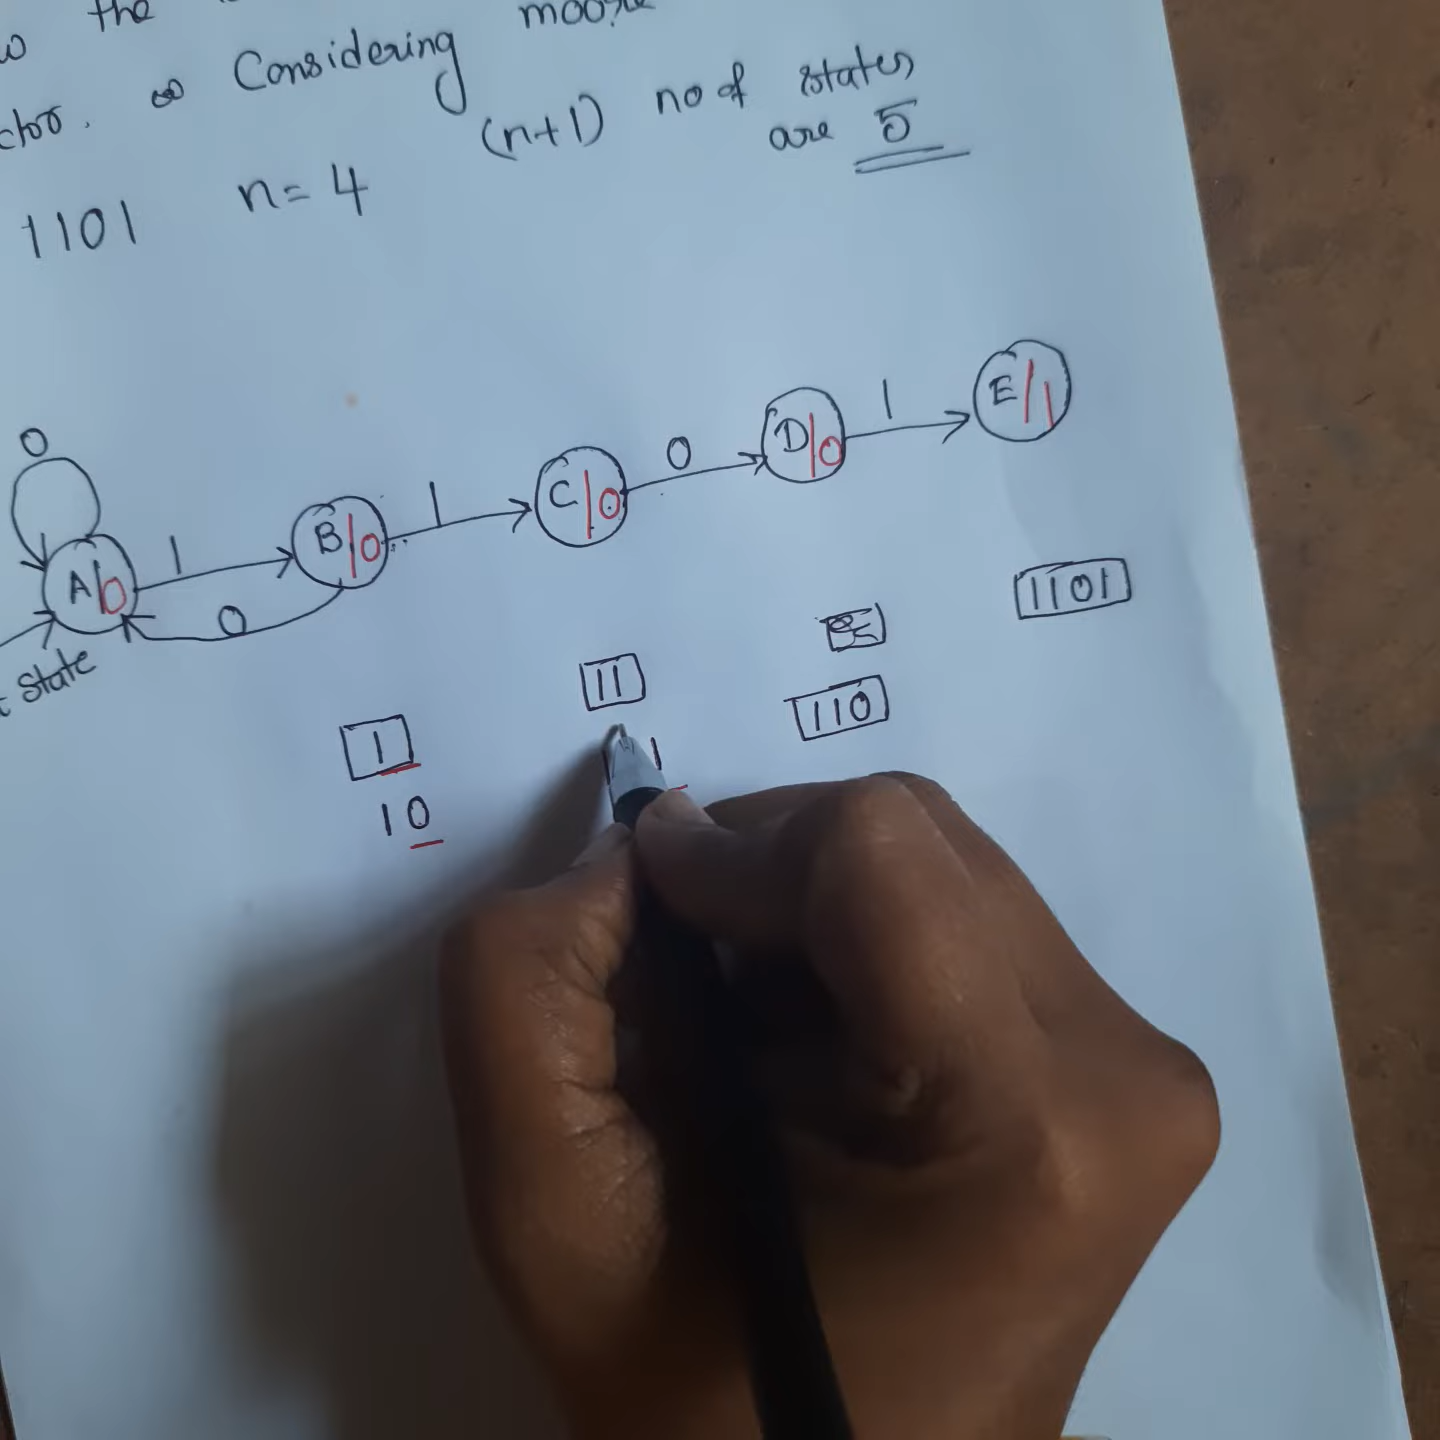 the
Considering
(n+1) no of states
are 5
1101 n=4
0
A/0 1 B/0 1 C/0 0 D/0 1 E/1
0
State
1101
11
110
1
1
10